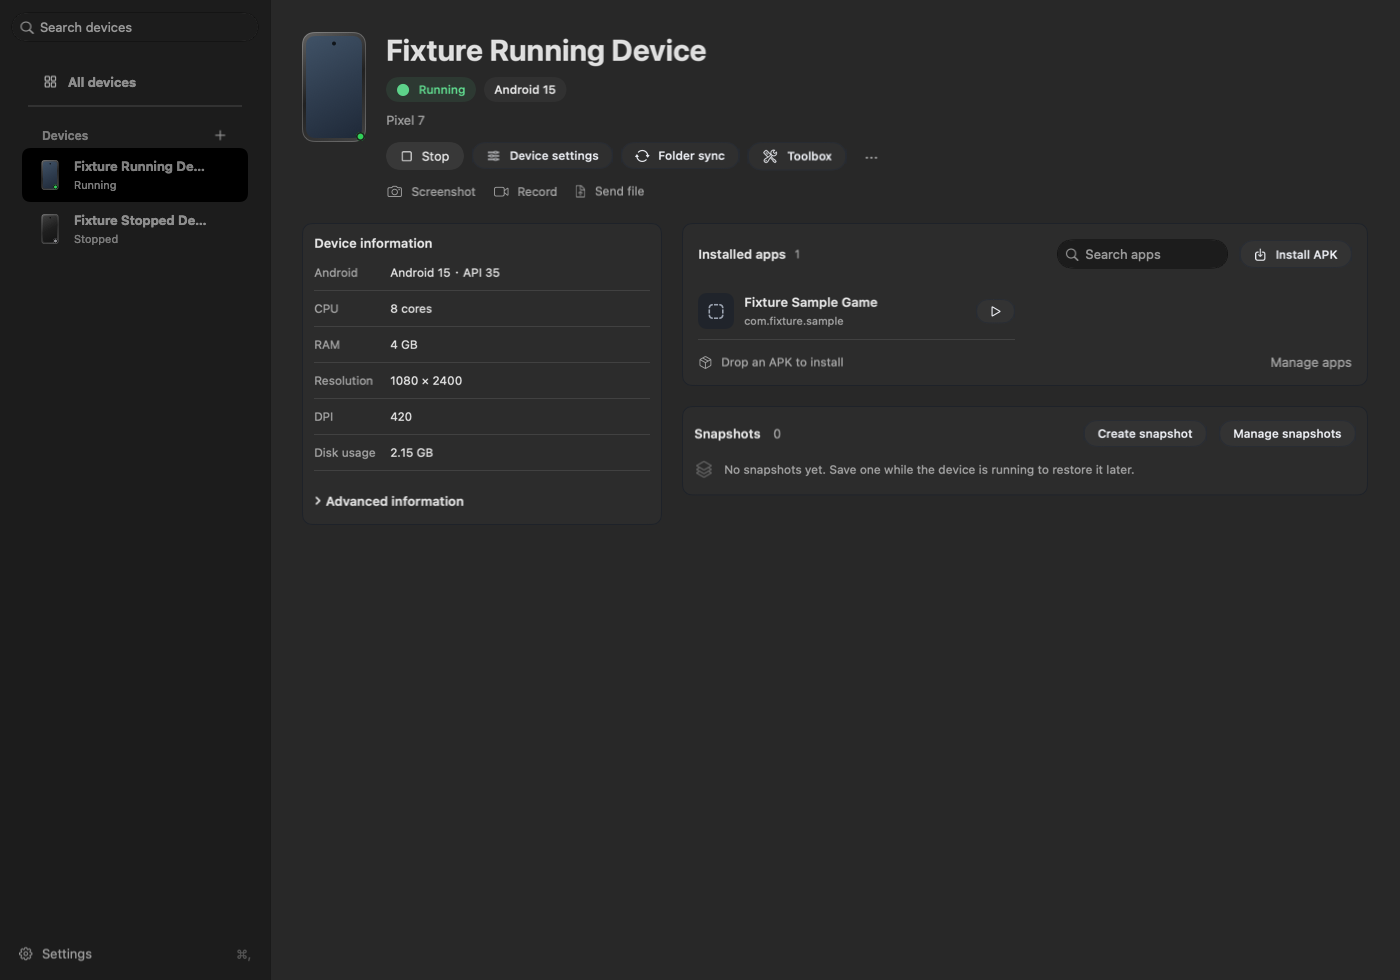 Search devices
All devices
Devices
Fixture Running De...
Running
Fixture Stopped De...
Stopped
Settings
⌘,
Fixture Running Device
Running
Android 15
Pixel 7
Stop
Device settings
Folder sync
Toolbox
...
Screenshot
Record
Send file
Device information
Android
Android 15 · API 35
CPU
8 cores
RAM
4 GB
Resolution
1080 × 2400
DPI
420
Disk usage
2.15 GB
Advanced information
Installed apps 1
Search apps
Install APK
Fixture Sample Game
com.fixture.sample
Drop an APK to install
Manage apps
Snapshots 0
Create snapshot
Manage snapshots
No snapshots yet. Save one while the device is running to restore it later.